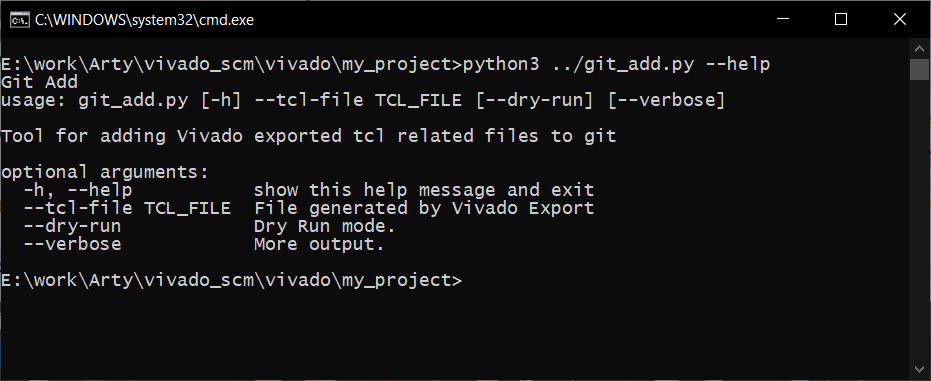 C:\WINDOWS\system32\cmd.exe
E:\work\Arty\vivado_scm\vivado\my_project>python3 ../git_add.py --help
Git Add
usage: git_add.py [-h] --tcl-file TCL_FILE [--dry-run] [--verbose]
Tool for adding Vivado exported tcl related files to git
optional arguments:
  -h, --help           show this help message and exit
  --tcl-file TCL_FILE  File generated by Vivado Export
  --dry-run            Dry Run mode.
  --verbose            More output.
E:\work\Arty\vivado_scm\vivado\my_project>